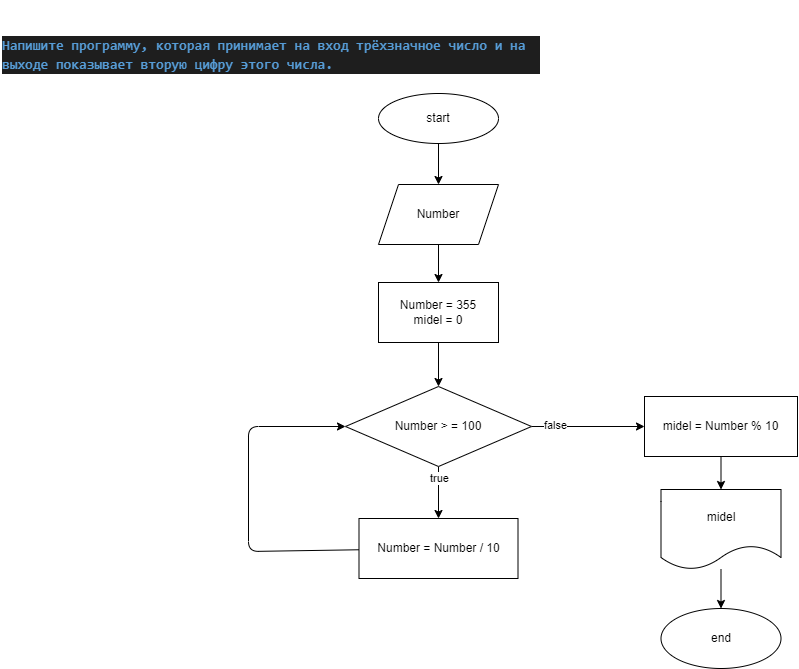 Напишите программу, которая принимает на вход трёхзначное число и на
выходе показывает вторую цифру этого числа.
start
Number
Number = 355
midel = 0
Number > = 100
false
midel = Number % 10
true
midel
Number = Number / 10
end